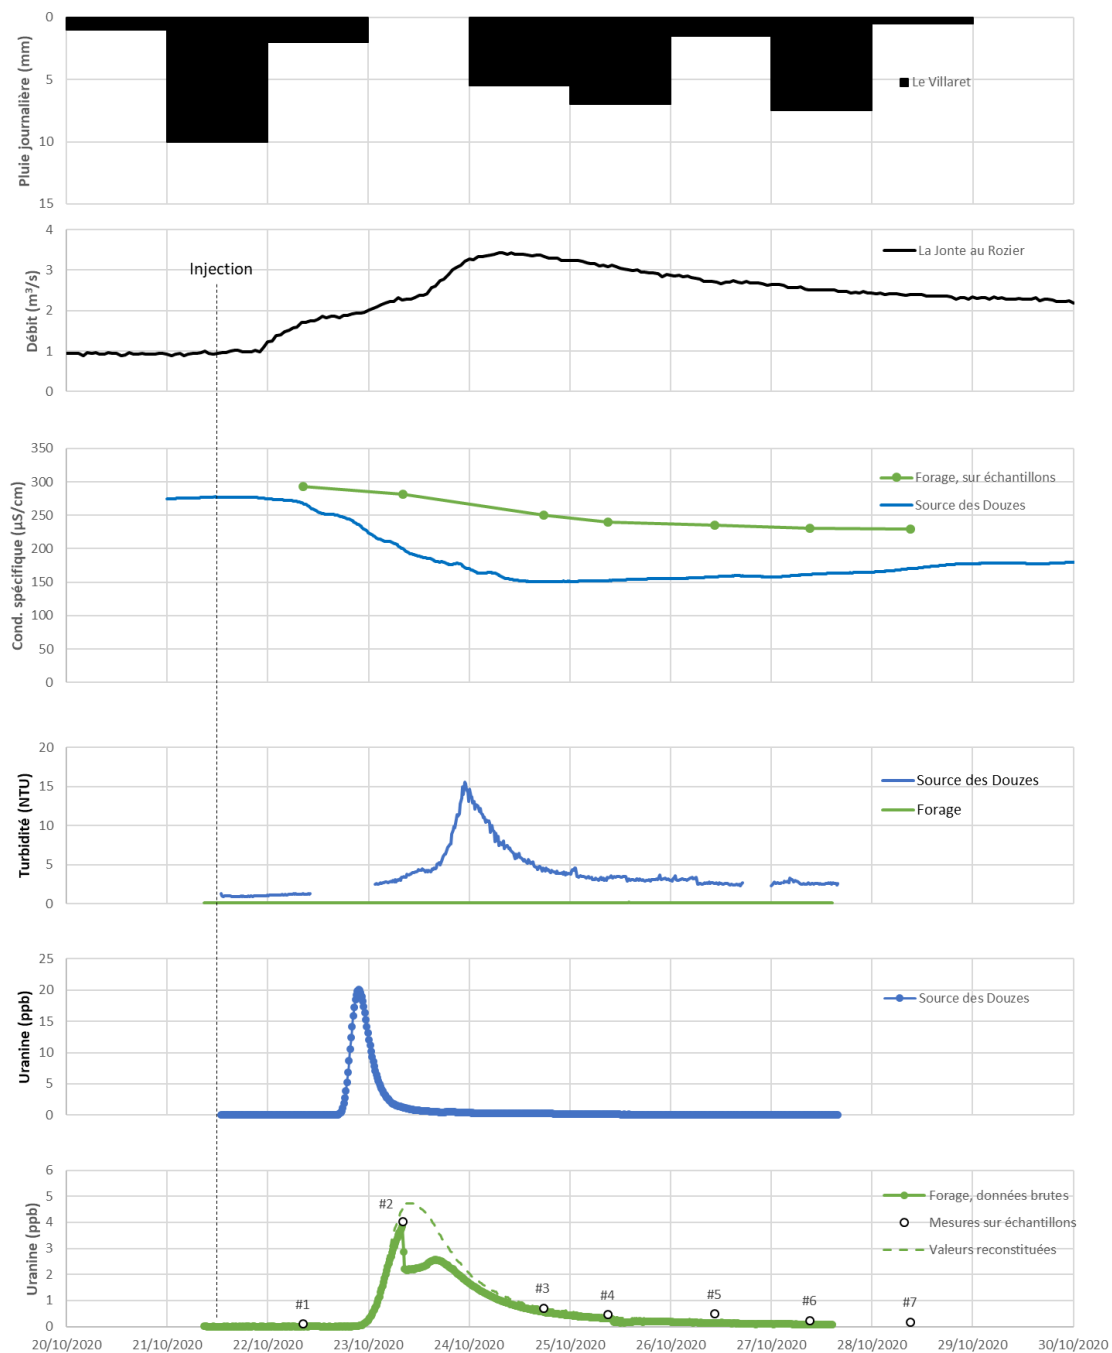 0
5
10
15
Pluie journalière (mm)
Le Villaret
4
3
2
1
0
Débit (m³/s)
La Jonte au Rozier
Injection
350
300
250
200
150
100
50
0
Cond. spécifique (µS/cm)
Forage, sur échantillons
Source des Douzes
20
15
10
5
0
Turbidité (NTU)
Source des Douzes
Forage
25
20
15
10
5
0
Uranine (ppb)
Source des Douzes
6
5
4
3
2
1
0
Uranine (ppb)
Forage, données brutes
Mesures sur échantillons
Valeurs reconstituées
#1
#2
#3
#4
#5
#6
#7
20/10/2020 21/10/2020 22/10/2020 23/10/2020 24/10/2020 25/10/2020 26/10/2020 27/10/2020 28/10/2020 29/10/2020 30/10/2020